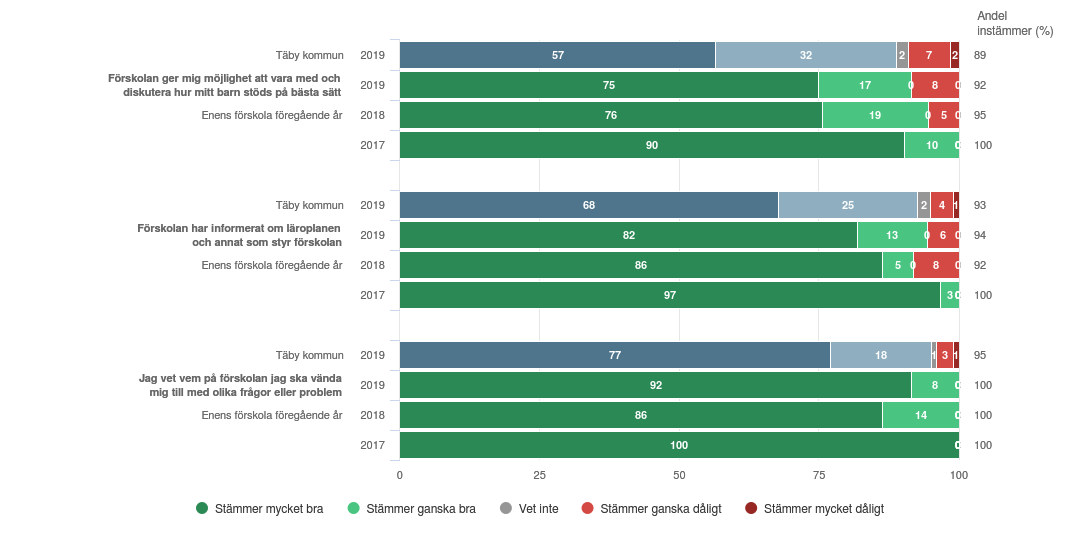 Andel
instämmer (%)
Täby kommun 2019 57 32 2 7 2 89
Förskolan ger mig möjlighet att vara med och
diskutera hur mitt barn stöds på bästa sätt
2019 75 17 0 8 0 92
Enens förskola föregående år 2018 76 19 0 5 0 95
2017 90 10 0 100
Täby kommun 2019 68 25 2 4 1 93
Förskolan har informerat om läroplanen
och annat som styr förskolan
2019 82 13 0 6 0 94
Enens förskola föregående år 2018 86 5 0 8 0 92
2017 97 3 0 100
Täby kommun 2019 77 18 1 3 1 95
Jag vet vem på förskolan jag ska vända
mig till med olika frågor eller problem
2019 92 8 0 100
Enens förskola föregående år 2018 86 14 0 100
2017 100 0 100
0 25 50 75 100
Stämmer mycket bra Stämmer ganska bra Vet inte Stämmer ganska dåligt Stämmer mycket dåligt